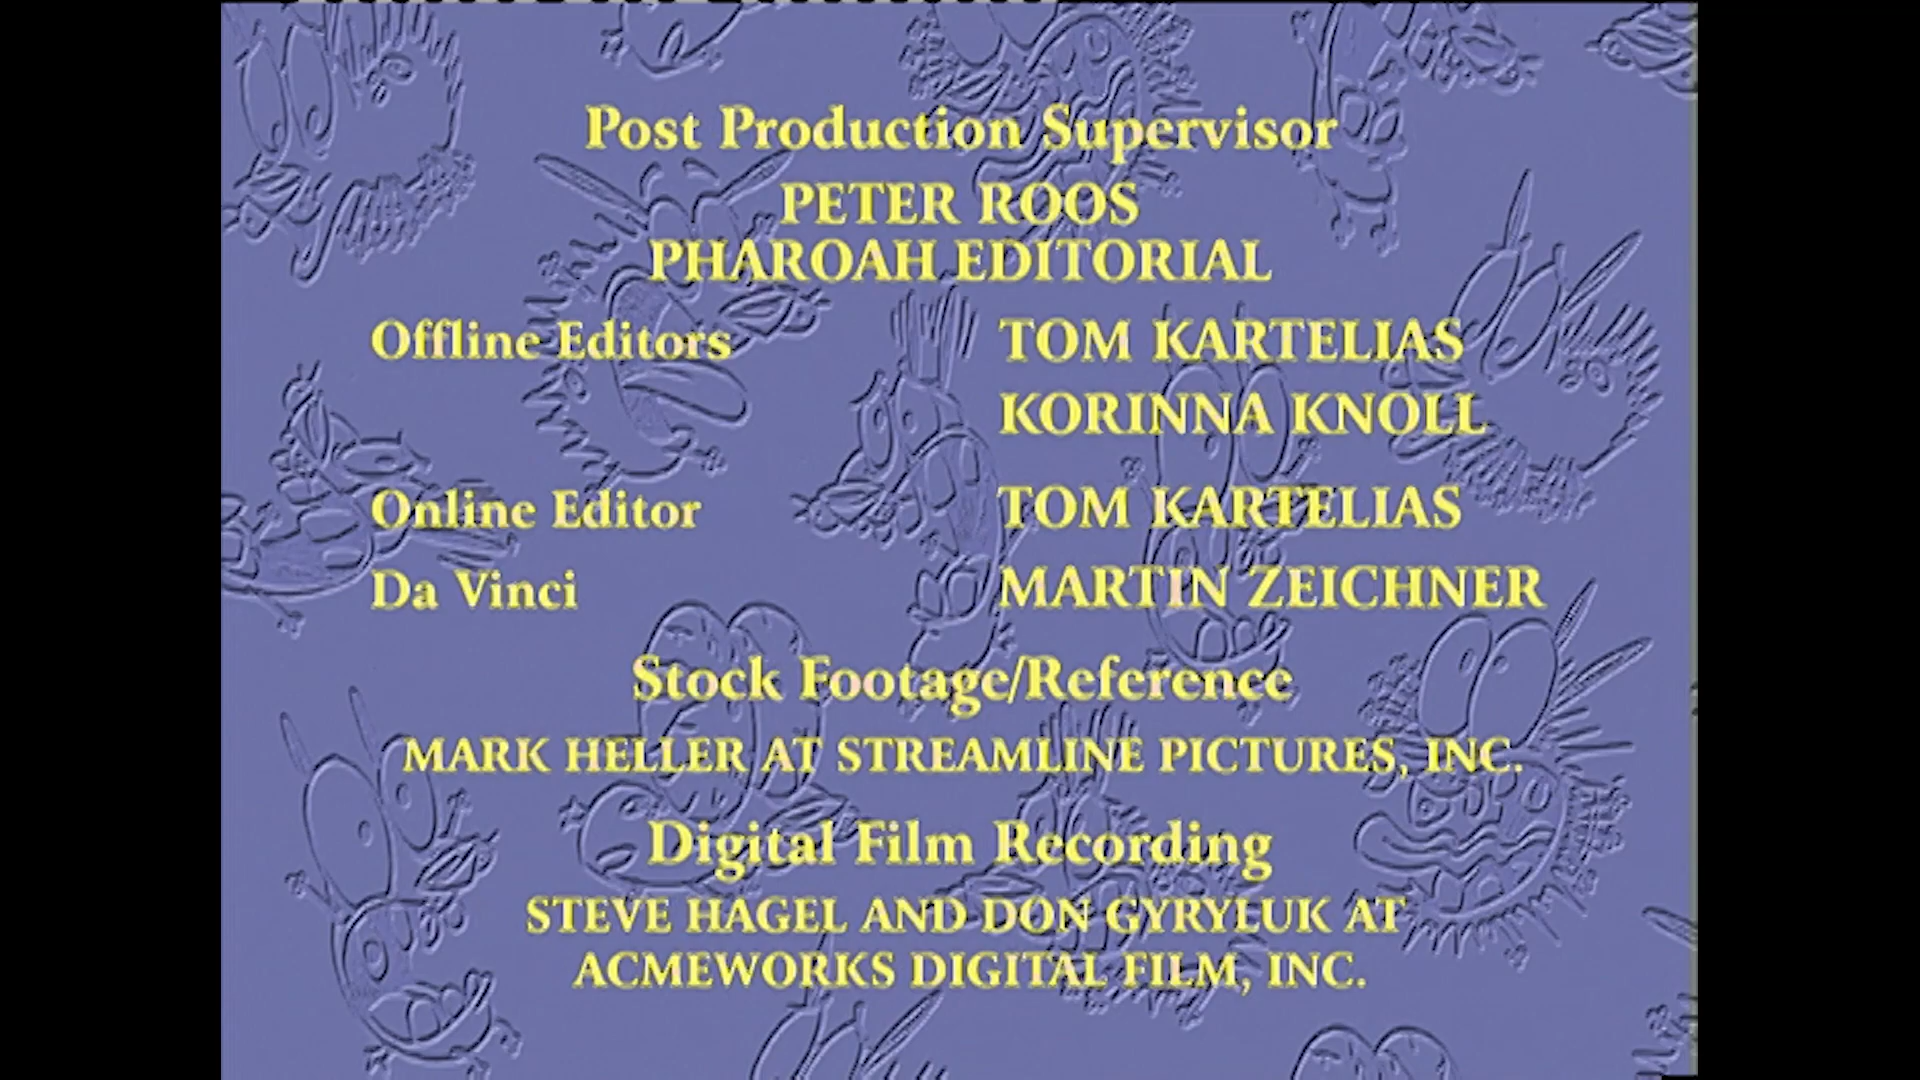 Post Production Supervisor
PETER ROOS
PHAROAH EDITORIAL
Offline Editors TOM KARTELIAS
KORINNA KNOLL
Online Editor TOM KARTELIAS
Da Vinci MARTIN ZEICHNER
Stock Footage/Reference
MARK HELLER AT STREAMLINE PICTURES, INC.
Digital Film Recording
STEVE HAGEL AND DON GYRYLUK AT
ACMEWORKS DIGITAL FILM, INC.